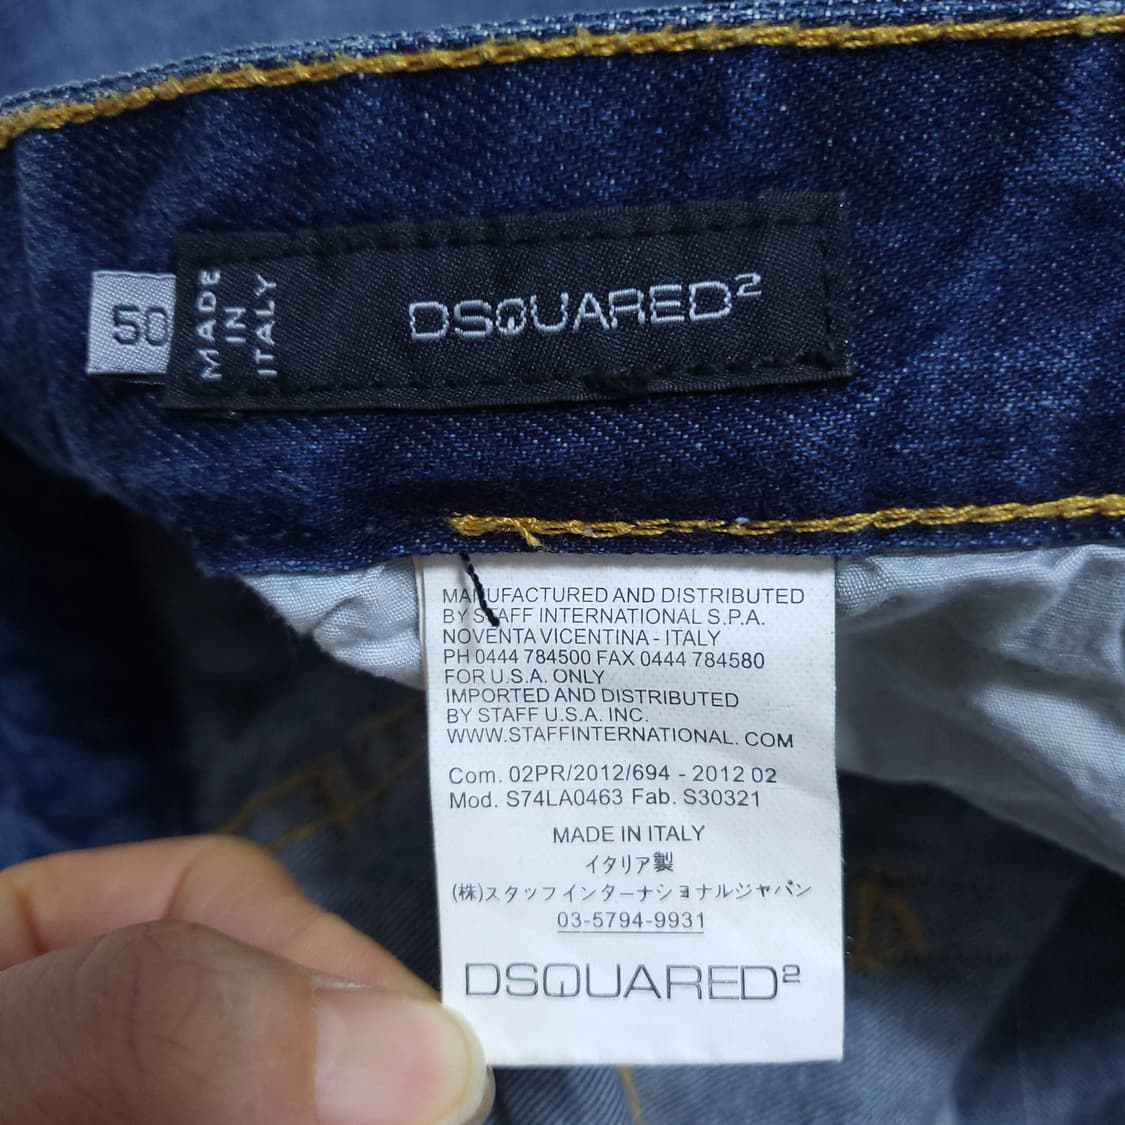 50
MADE
IN
ITALY
DSQUARED²
MANUFACTURED AND DISTRIBUTED
BY STAFF INTERNATIONAL S.P.A.
NOVENTA VICENTINA - ITALY
PH 0444 784500 FAX 0444 784580
FOR U.S.A. ONLY
IMPORTED AND DISTRIBUTED
BY STAFF U.S.A. INC.
WWW.STAFFINTERNATIONAL.COM
Com. 02PR/2012/694 - 2012 02
Mod. S74LA0463 Fab. S30321
MADE IN ITALY
イタリア製
(株)スタッフインターナショナルジャパン
03-5794-9931
DSQUARED²